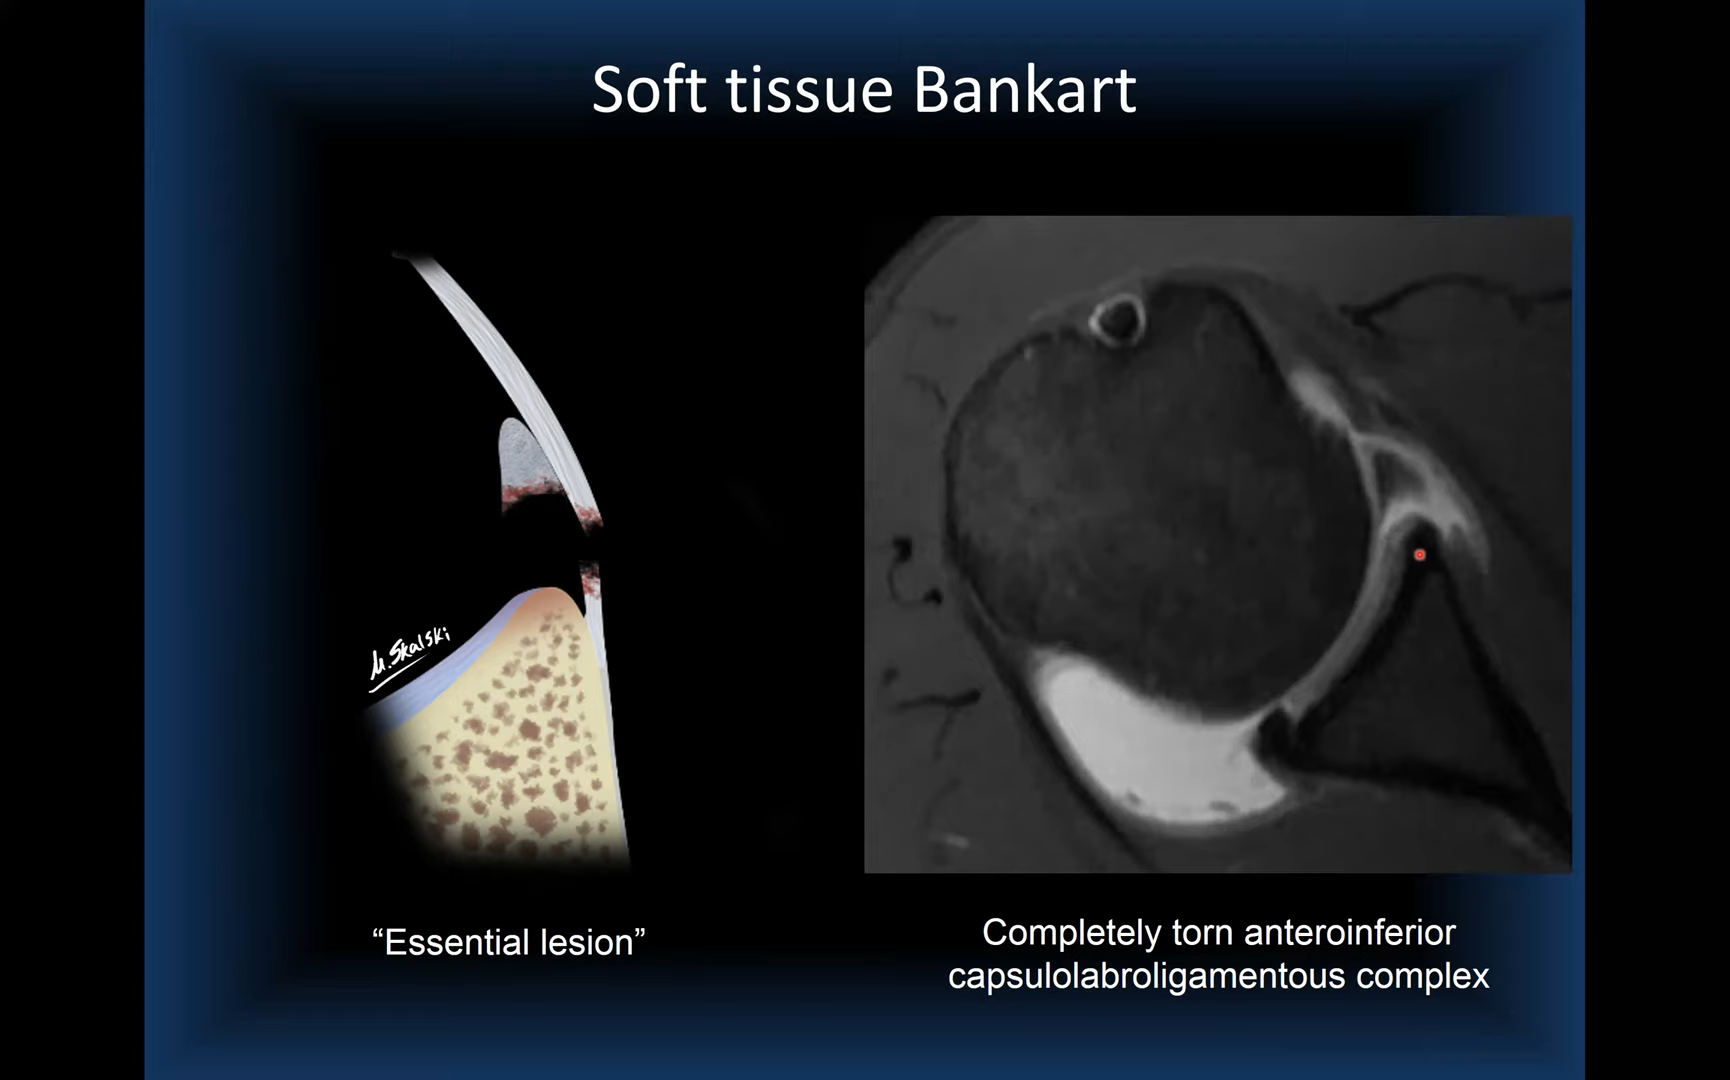 Soft tissue Bankart
M. Skalski
“Essential lesion”
Completely torn anteroinferior
capsulolabroligamentous complex